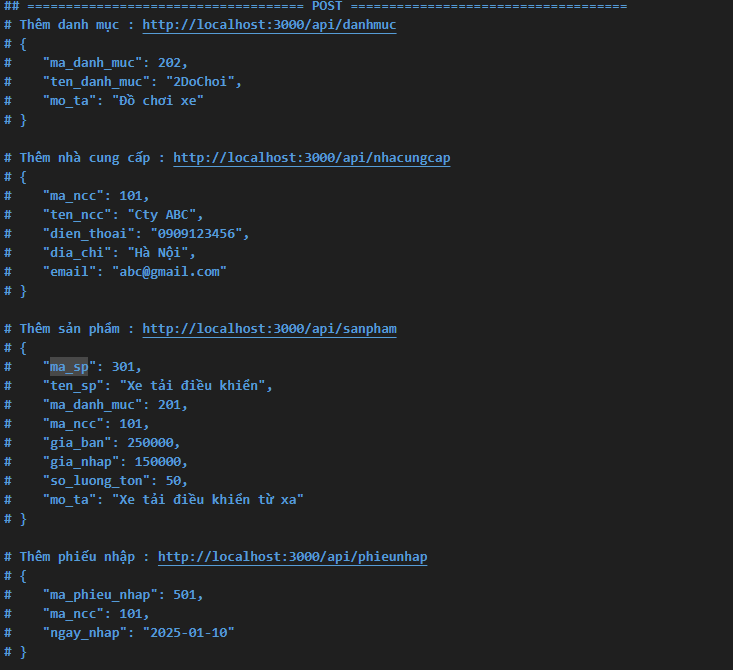 ## ==================================== POST ====================================
# Thêm danh mục : http://localhost:3000/api/danhmuc
# {
#    "ma_danh_muc": 202,
#    "ten_danh_muc": "2DoChoi",
#    "mo_ta": "Đồ chơi xe"
# }

# Thêm nhà cung cấp : http://localhost:3000/api/nhacungcap
# {
#    "ma_ncc": 101,
#    "ten_ncc": "Cty ABC",
#    "dien_thoai": "0909123456",
#    "dia_chi": "Hà Nội",
#    "email": "abc@gmail.com"
# }

# Thêm sản phẩm : http://localhost:3000/api/sanpham
# {
#    "ma_sp": 301,
#    "ten_sp": "Xe tải điều khiển",
#    "ma_danh_muc": 201,
#    "ma_ncc": 101,
#    "gia_ban": 250000,
#    "gia_nhap": 150000,
#    "so_luong_ton": 50,
#    "mo_ta": "Xe tải điều khiển từ xa"
# }

# Thêm phiếu nhập : http://localhost:3000/api/phieunhap
# {
#    "ma_phieu_nhap": 501,
#    "ma_ncc": 101,
#    "ngay_nhap": "2025-01-10"
# }